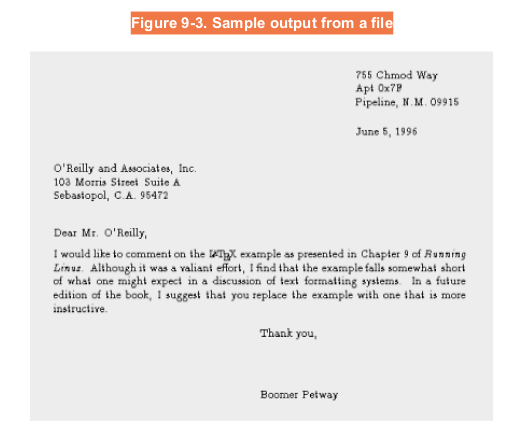 Figure 9-3. Sample output from a file
755 Chmod Way
Apt 0x7F
Pipeline, N.M. 09915
June 5, 1996
O'Reilly and Associates, Inc.
103 Morris Street Suite A
Sebastopol, C.A. 95472
Dear Mr. O'Reilly,
I would like to comment on the LaTeX example as presented in Chapter 9 of Running
Linux. Although it was a valiant effort, I find that the example falls somewhat short
of what one might expect in a discussion of text formatting systems. In a future
edition of the book, I suggest that you replace the example with one that is more
instructive.
Thank you,
Boomer Petway